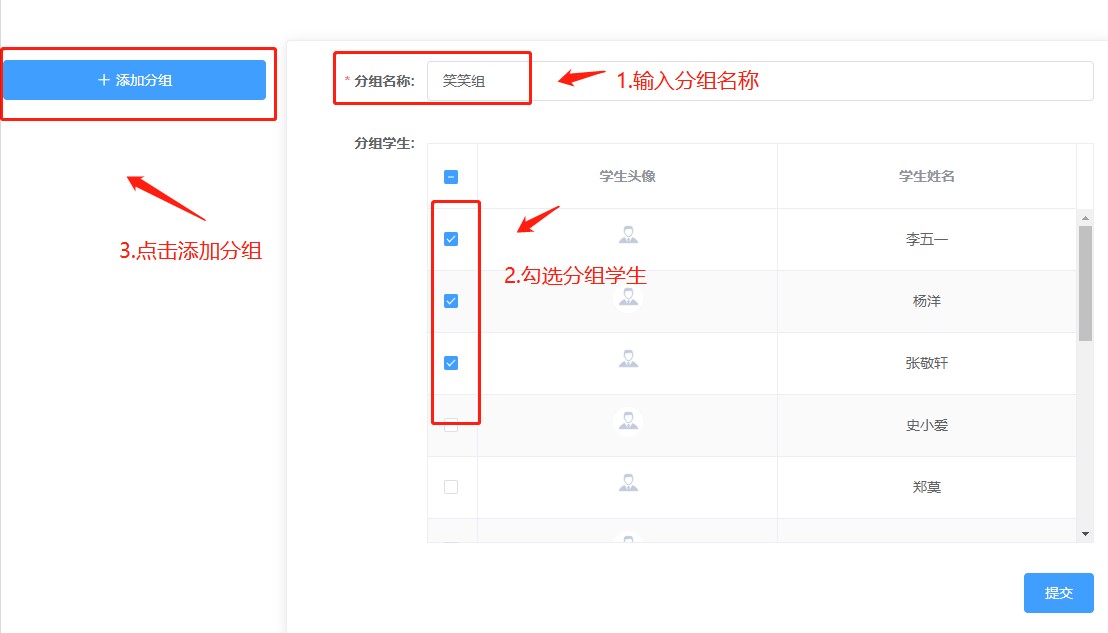 添加分组
* 分组名称: 笑笑组
1.输入分组名称
3.点击添加分组
分组学生:
学生头像 学生姓名
李五一
2.勾选分组学生
杨洋
张敬轩
史小爱
郑莫
提交